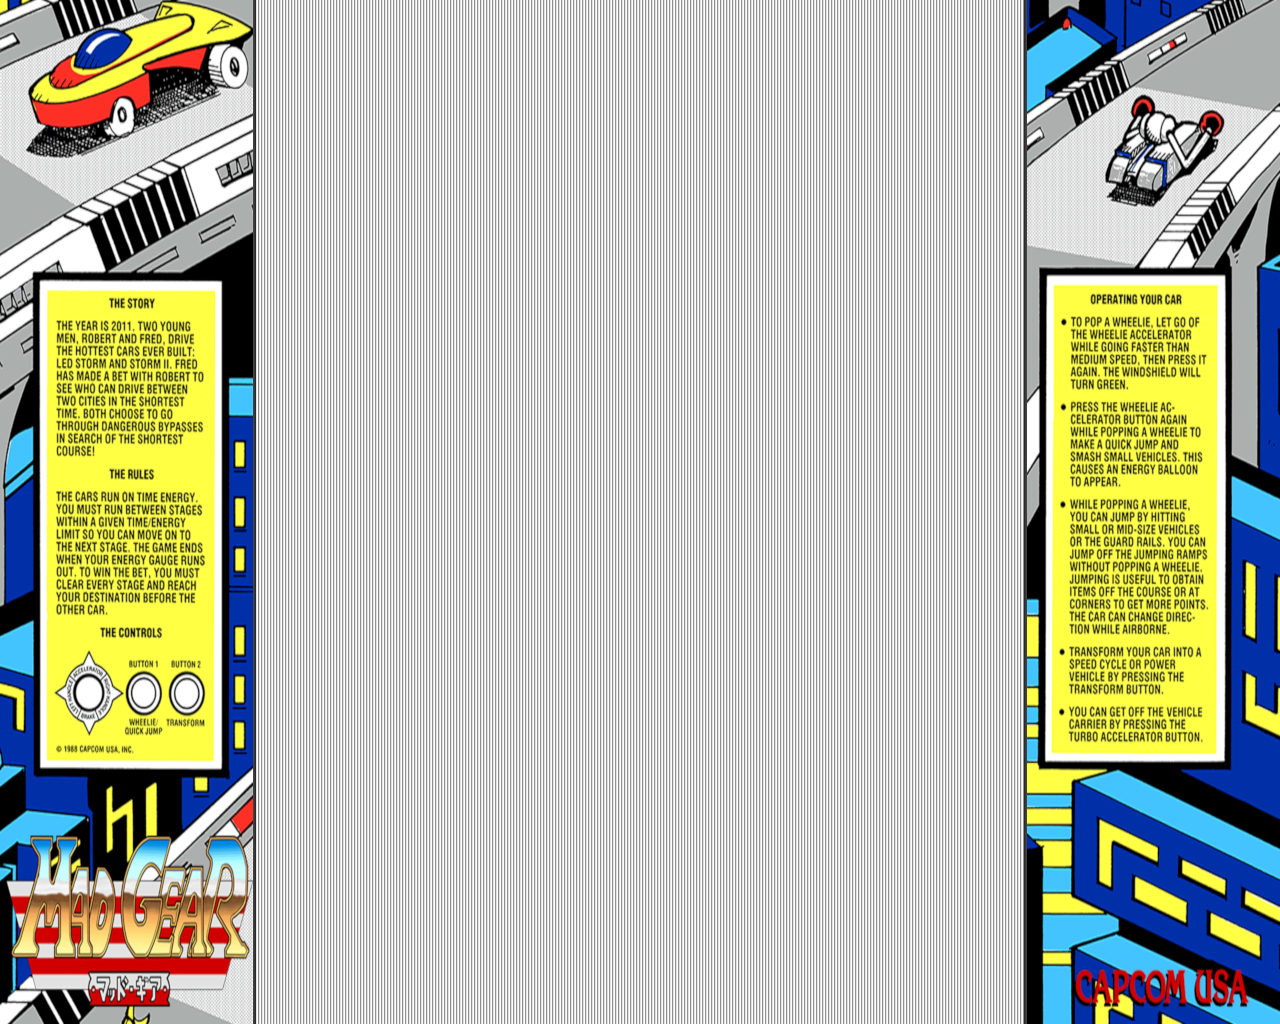 THE STORY
THE YEAR IS 2011. TWO YOUNG
MEN, ROBERT AND FRED, DRIVE
THE HOTTEST CARS EVER BUILT:
LED STORM AND STORM II. FRED
HAS MADE A BET WITH ROBERT TO
SEE WHO CAN DRIVE BETWEEN
TWO CITIES IN THE SHORTEST
TIME. BOTH CHOOSE TO GO
THROUGH DANGEROUS BYPASSES
IN SEARCH OF THE SHORTEST
COURSE!
THE RULES
THE CARS RUN ON TIME ENERGY.
YOU MUST RUN BETWEEN STAGES
WITHIN A GIVEN TIME/ENERGY
LIMIT SO YOU CAN MOVE ON TO
THE NEXT STAGE. THE GAME ENDS
WHEN YOUR ENERGY GAUGE RUNS
OUT. TO WIN THE BET, YOU MUST
CLEAR EVERY STAGE AND REACH
YOUR DESTINATION BEFORE THE
OTHER CAR.
THE CONTROLS
BUTTON 1 BUTTON 2
ACCELERATOR
RIGHT HANDLE
BRAKE
LEFT HANDLE
WHEELIE/
QUICK JUMP
TRANSFORM
© 1988 CAPCOM USA, INC.
MAD GEAR
マッド・ギア
OPERATING YOUR CAR
• TO POP A WHEELIE, LET GO OF
THE WHEELIE ACCELERATOR
WHILE GOING FASTER THAN
MEDIUM SPEED, THEN PRESS IT
AGAIN. THE WINDSHIELD WILL
TURN GREEN.
• PRESS THE WHEELIE AC-
CELERATOR BUTTON AGAIN
WHILE POPPING A WHEELIE TO
MAKE A QUICK JUMP AND
SMASH SMALL VEHICLES. THIS
CAUSES AN ENERGY BALLOON
TO APPEAR.
• WHILE POPPING A WHEELIE,
YOU CAN JUMP BY HITTING
SMALL OR MID-SIZE VEHICLES
OR THE GUARD RAILS. YOU CAN
JUMP OFF THE JUMPING RAMPS
WITHOUT POPPING A WHEELIE.
JUMPING IS USEFUL TO OBTAIN
ITEMS OFF THE COURSE OR AT
CORNERS TO GET MORE POINTS.
THE CAR CAN CHANGE DIREC-
TION WHILE AIRBORNE.
• TRANSFORM YOUR CAR INTO A
SPEED CYCLE OR POWER
VEHICLE BY PRESSING THE
TRANSFORM BUTTON.
• YOU CAN GET OFF THE VEHICLE
CARRIER BY PRESSING THE
TURBO ACCELERATOR BUTTON.
CAPCOM USA